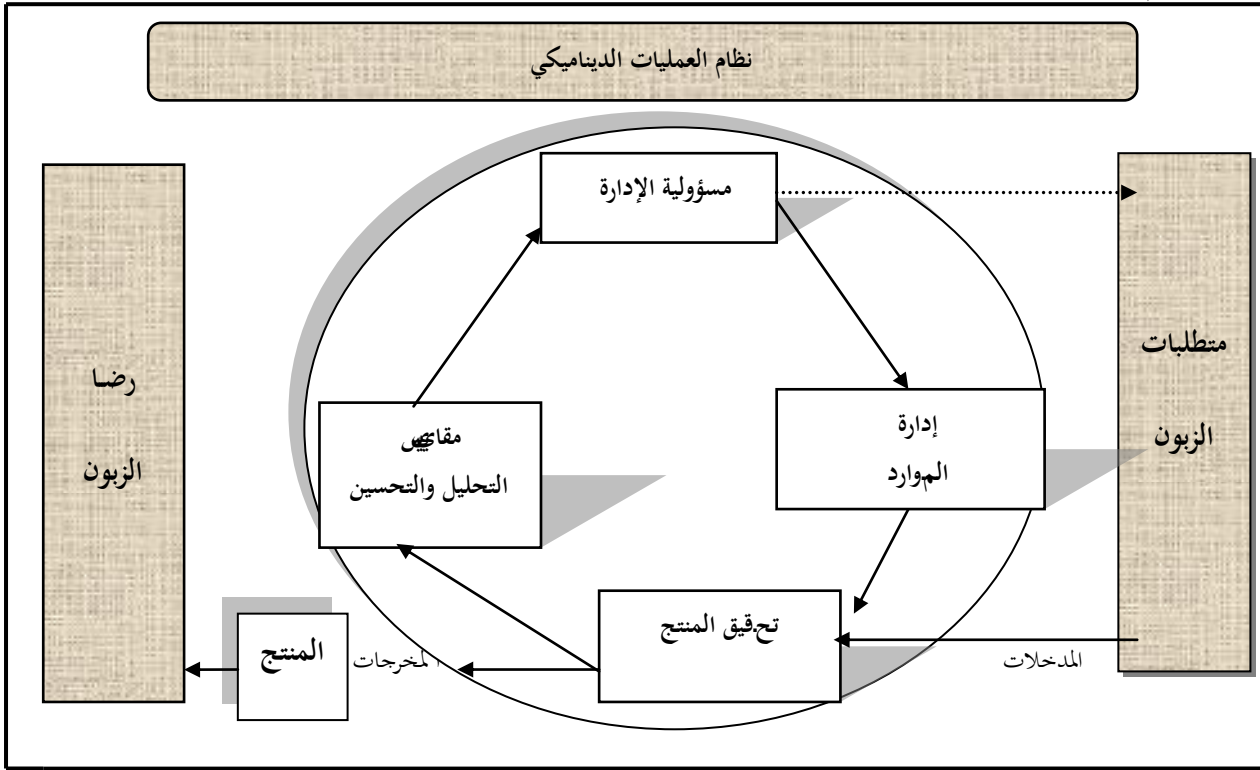 نظام العمليات الديناميكي
مسؤولية الإدارة
متطلبات
الزبون
إدارة
الموارد
رضا
الزبون
مقاييس
التحليل والتحسين
تحقيق المنتج
المدخلات
المخرجات
المنتج